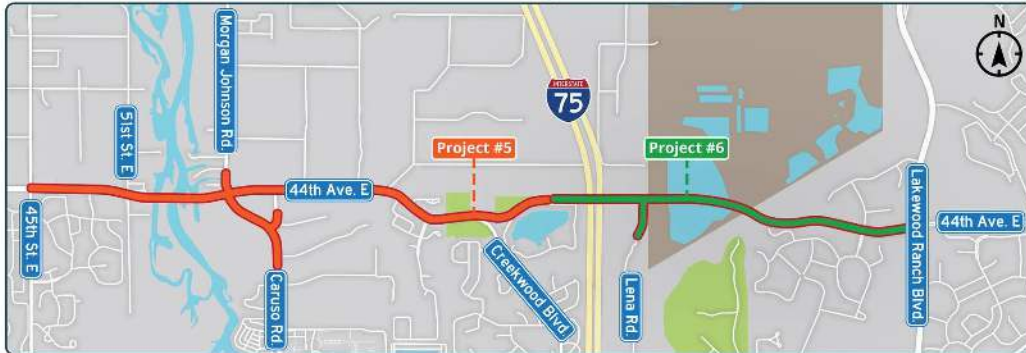 N
Morgan Johnson Rd.
INTERSTATE
75
51st St. E
Project #5
Project #6
44th Ave. E
Lakewood Ranch Blvd.
44th Ave. E
45th St. E
Caruso Rd.
Creekwood Blvd.
Lena Rd.